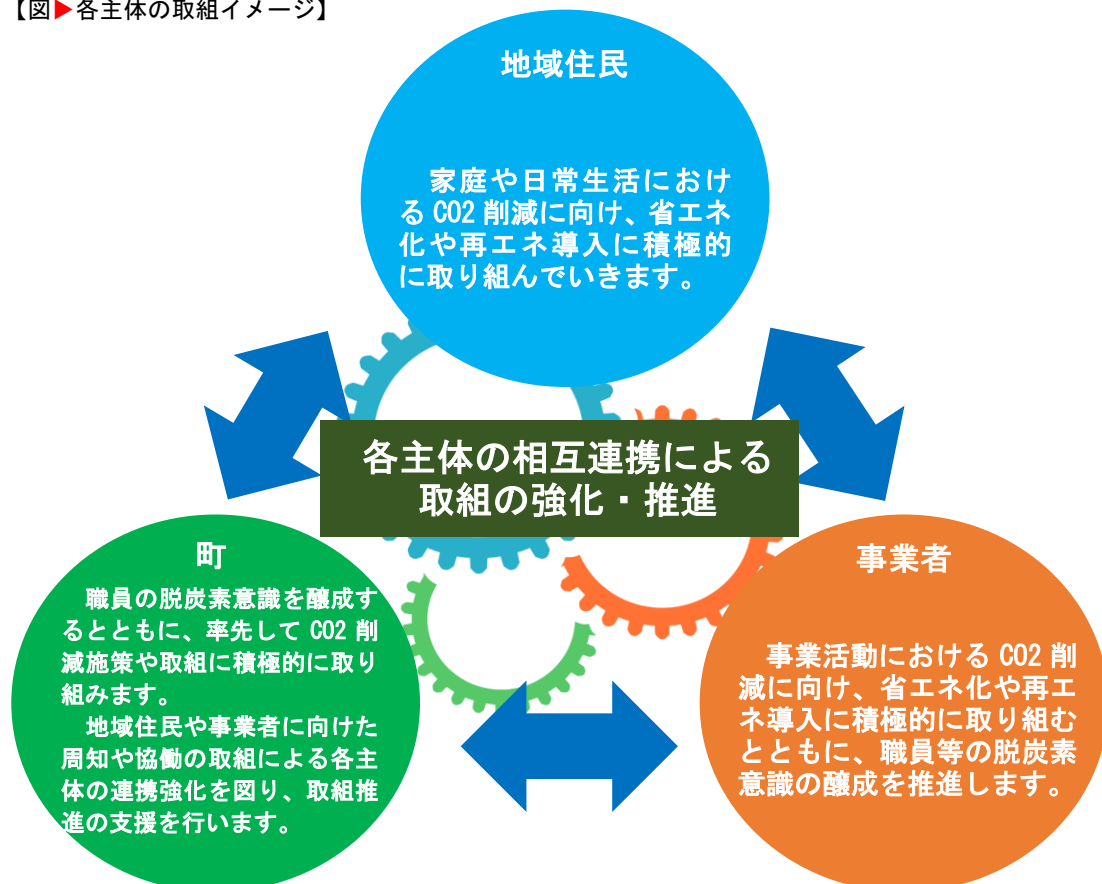 【図▶各主体の取組イメージ】
地域住民
家庭や日常生活におけ
る CO2 削減に向け、省エネ
化や再エネ導入に積極的
に取り組んでいきます。
各主体の相互連携による
取組の強化・推進
町
職員の脱炭素意識を醸成す
るとともに、率先して CO2 削
減施策や取組に積極的に取り
組みます。
地域住民や事業者に向けた
周知や協働の取組による各主
体の連携強化を図り、取組推
進の支援を行います。
事業者
事業活動における CO2 削
減に向け、省エネ化や再エ
ネ導入に積極的に取り組む
とともに、職員等の脱炭素
意識の醸成を推進します。